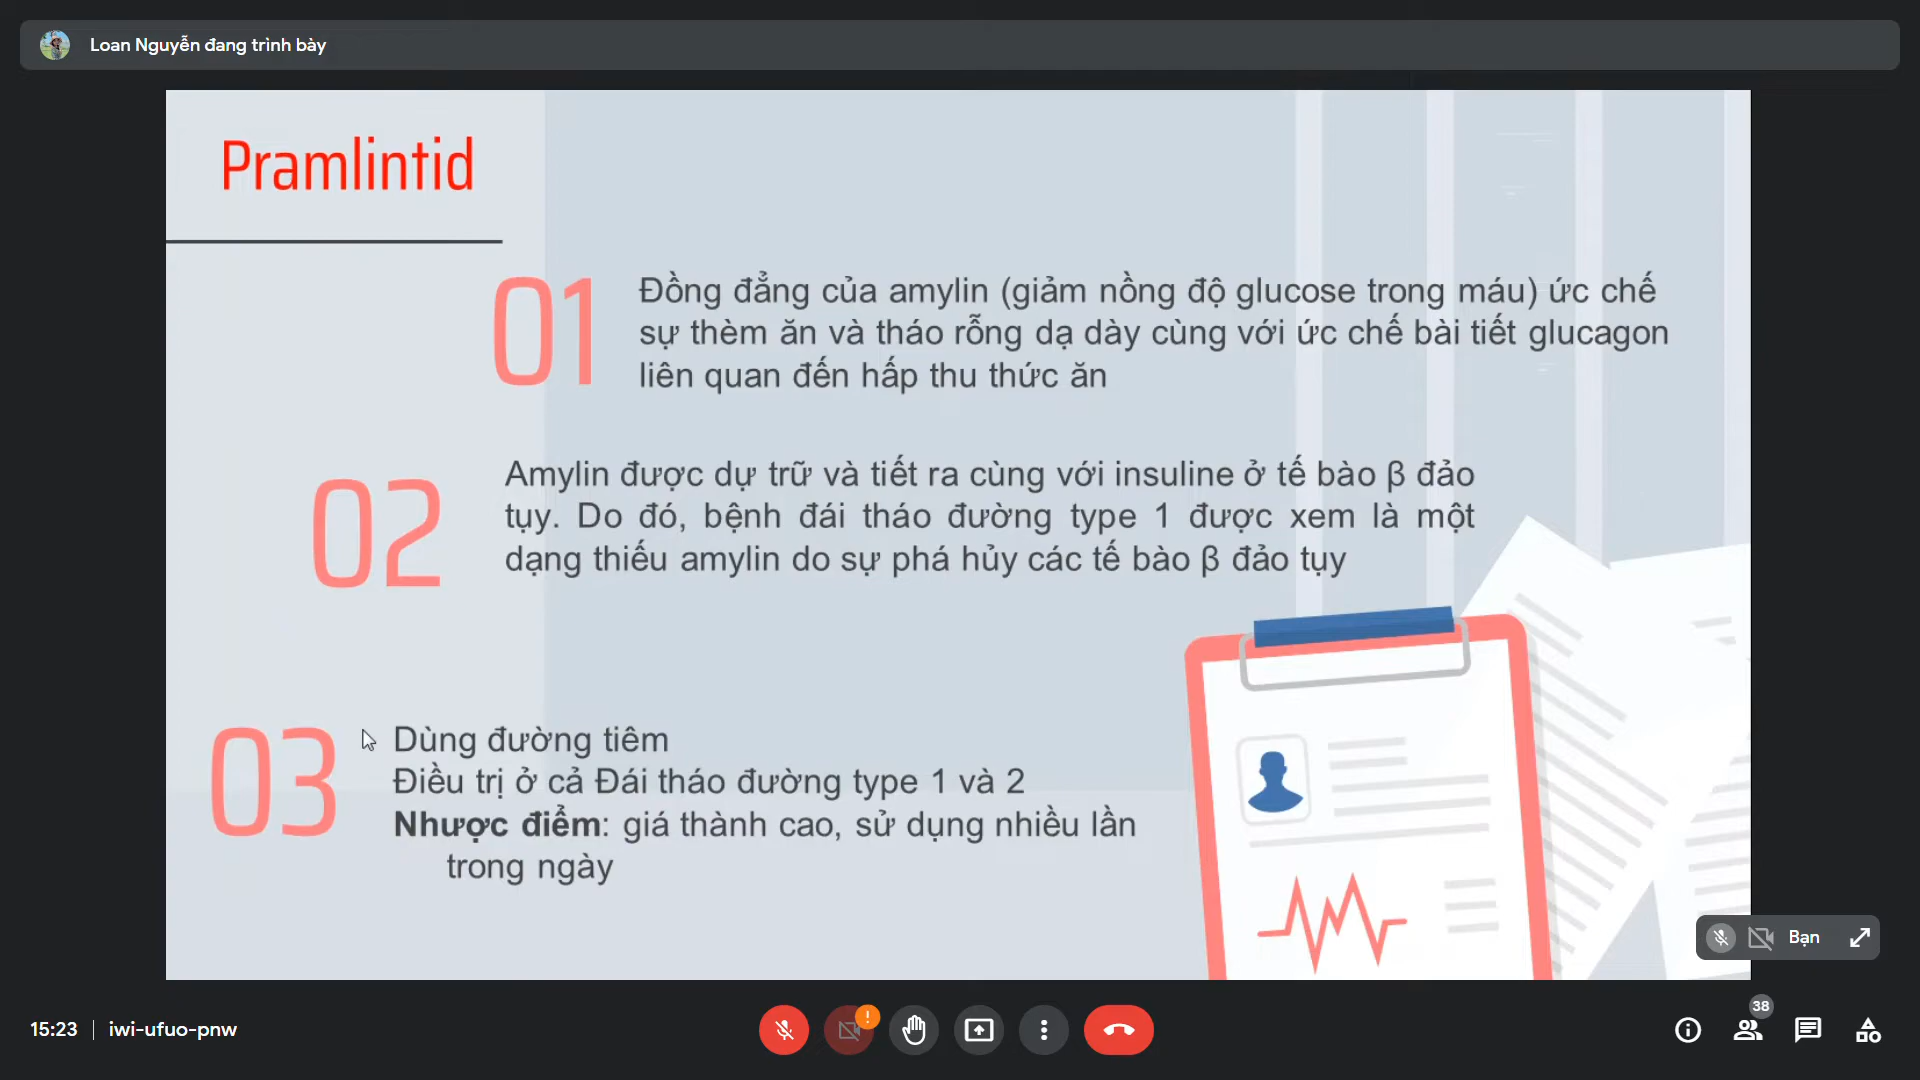 Loan Nguyễn đang trình bày
Pramlintid
01
Đồng đẳng của amylin (giảm nồng độ glucose trong máu) ức chế
sự thèm ăn và tháo rỗng dạ dày cùng với ức chế bài tiết glucagon
liên quan đến hấp thu thức ăn
02
Amylin được dự trữ và tiết ra cùng với insuline ở tế bào β đảo
tụy. Do đó, bệnh đái tháo đường type 1 được xem là một
dạng thiếu amylin do sự phá hủy các tế bào β đảo tụy
03
Dùng đường tiêm
Điều trị ở cả Đái tháo đường type 1 và 2
Nhược điểm: giá thành cao, sử dụng nhiều lần
trong ngày
Bạn
15:23 | iwi-ufuo-pnw
!
38